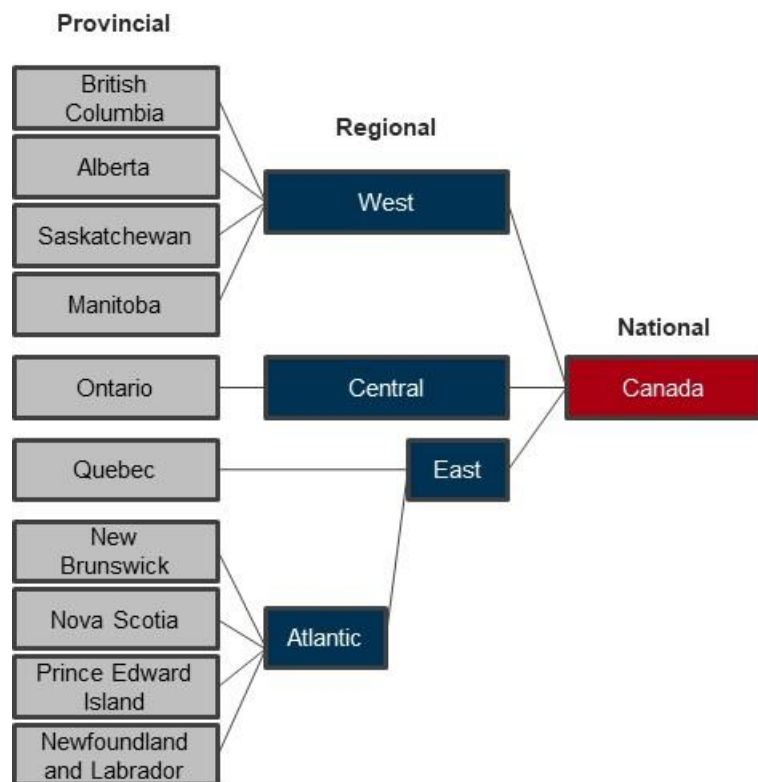 Provincial
British
Columbia
Regional
Alberta
West
Saskatchewan
Manitoba
National
Ontario
Central
Canada
Quebec
East
New
Brunswick
Nova Scotia
Atlantic
Prince Edward
Island
Newfoundland
and Labrador